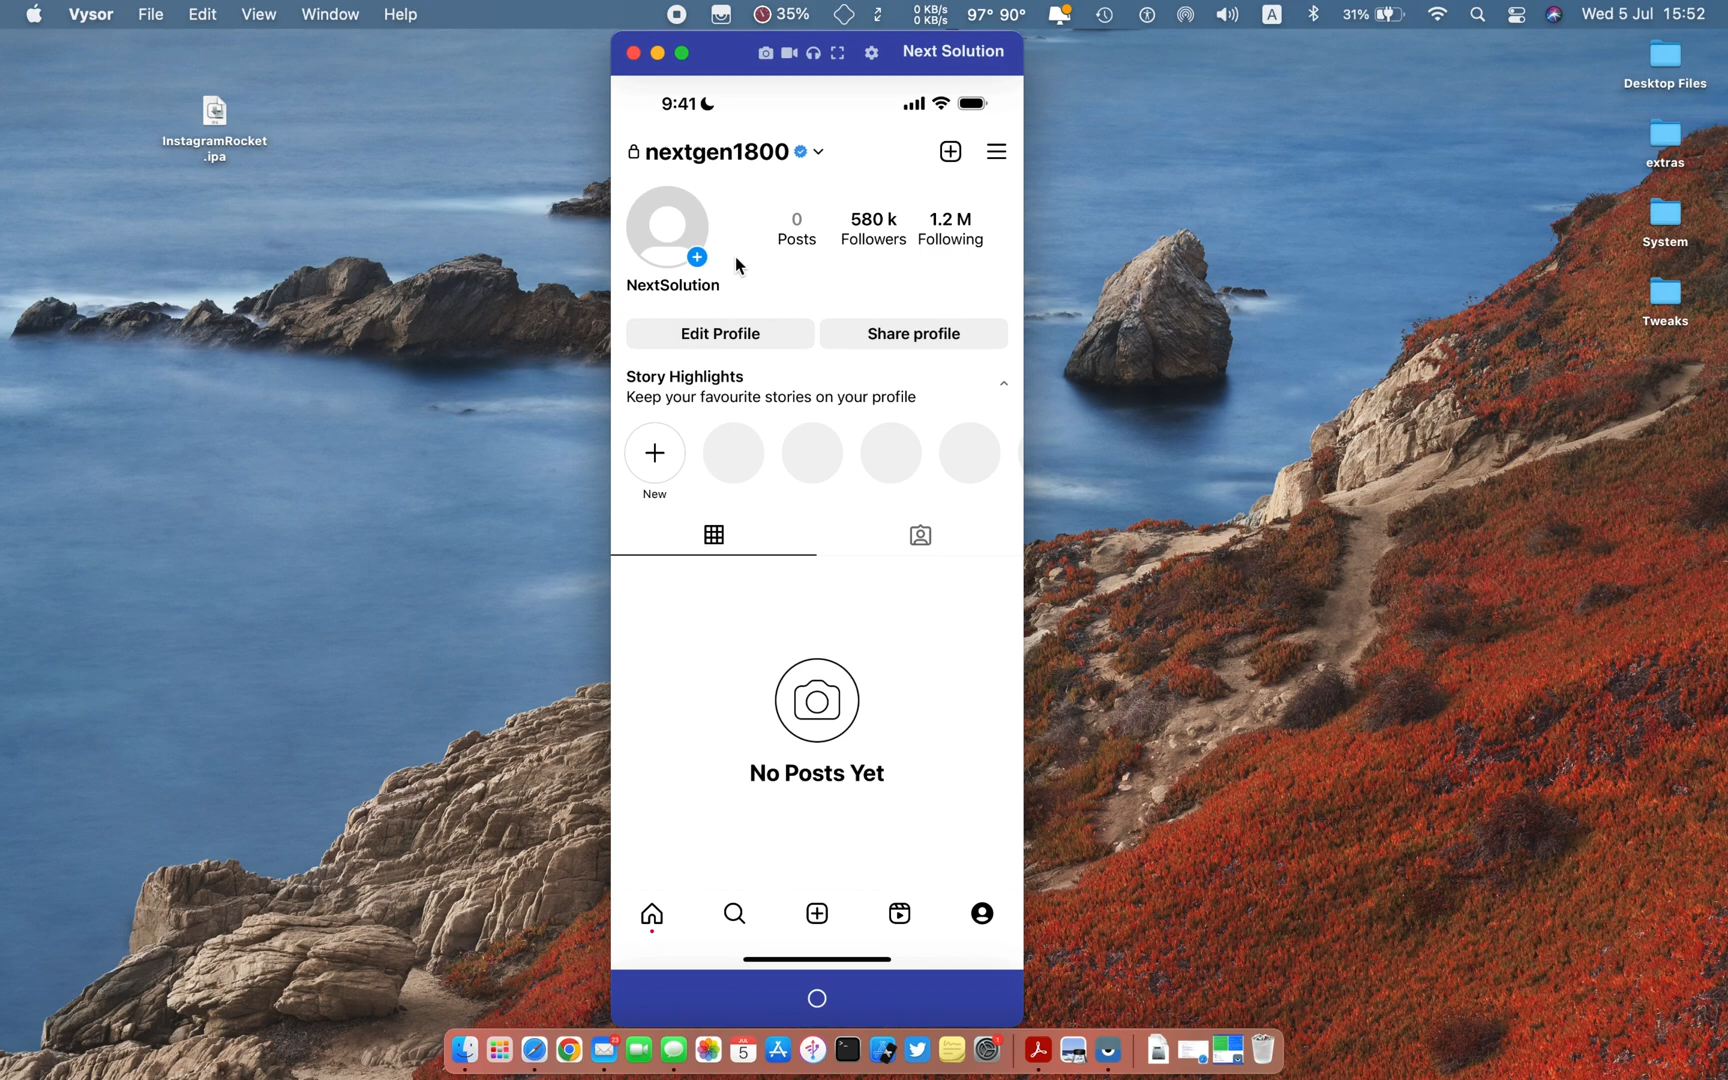 Vysor File Edit View Window Help
35% 0 KB/s 97° 90° A 31% Wed 5 Jul 15:52
0 KB/s
Next Solution
Desktop Files
9:41
InstagramRocket
.ipa
nextgen1800
extras
0 580 k 1.2 M
Posts Followers Following
System
NextSolution
Tweaks
Edit Profile Share profile
Story Highlights
Keep your favourite stories on your profile
New
No Posts Yet
JUL
5